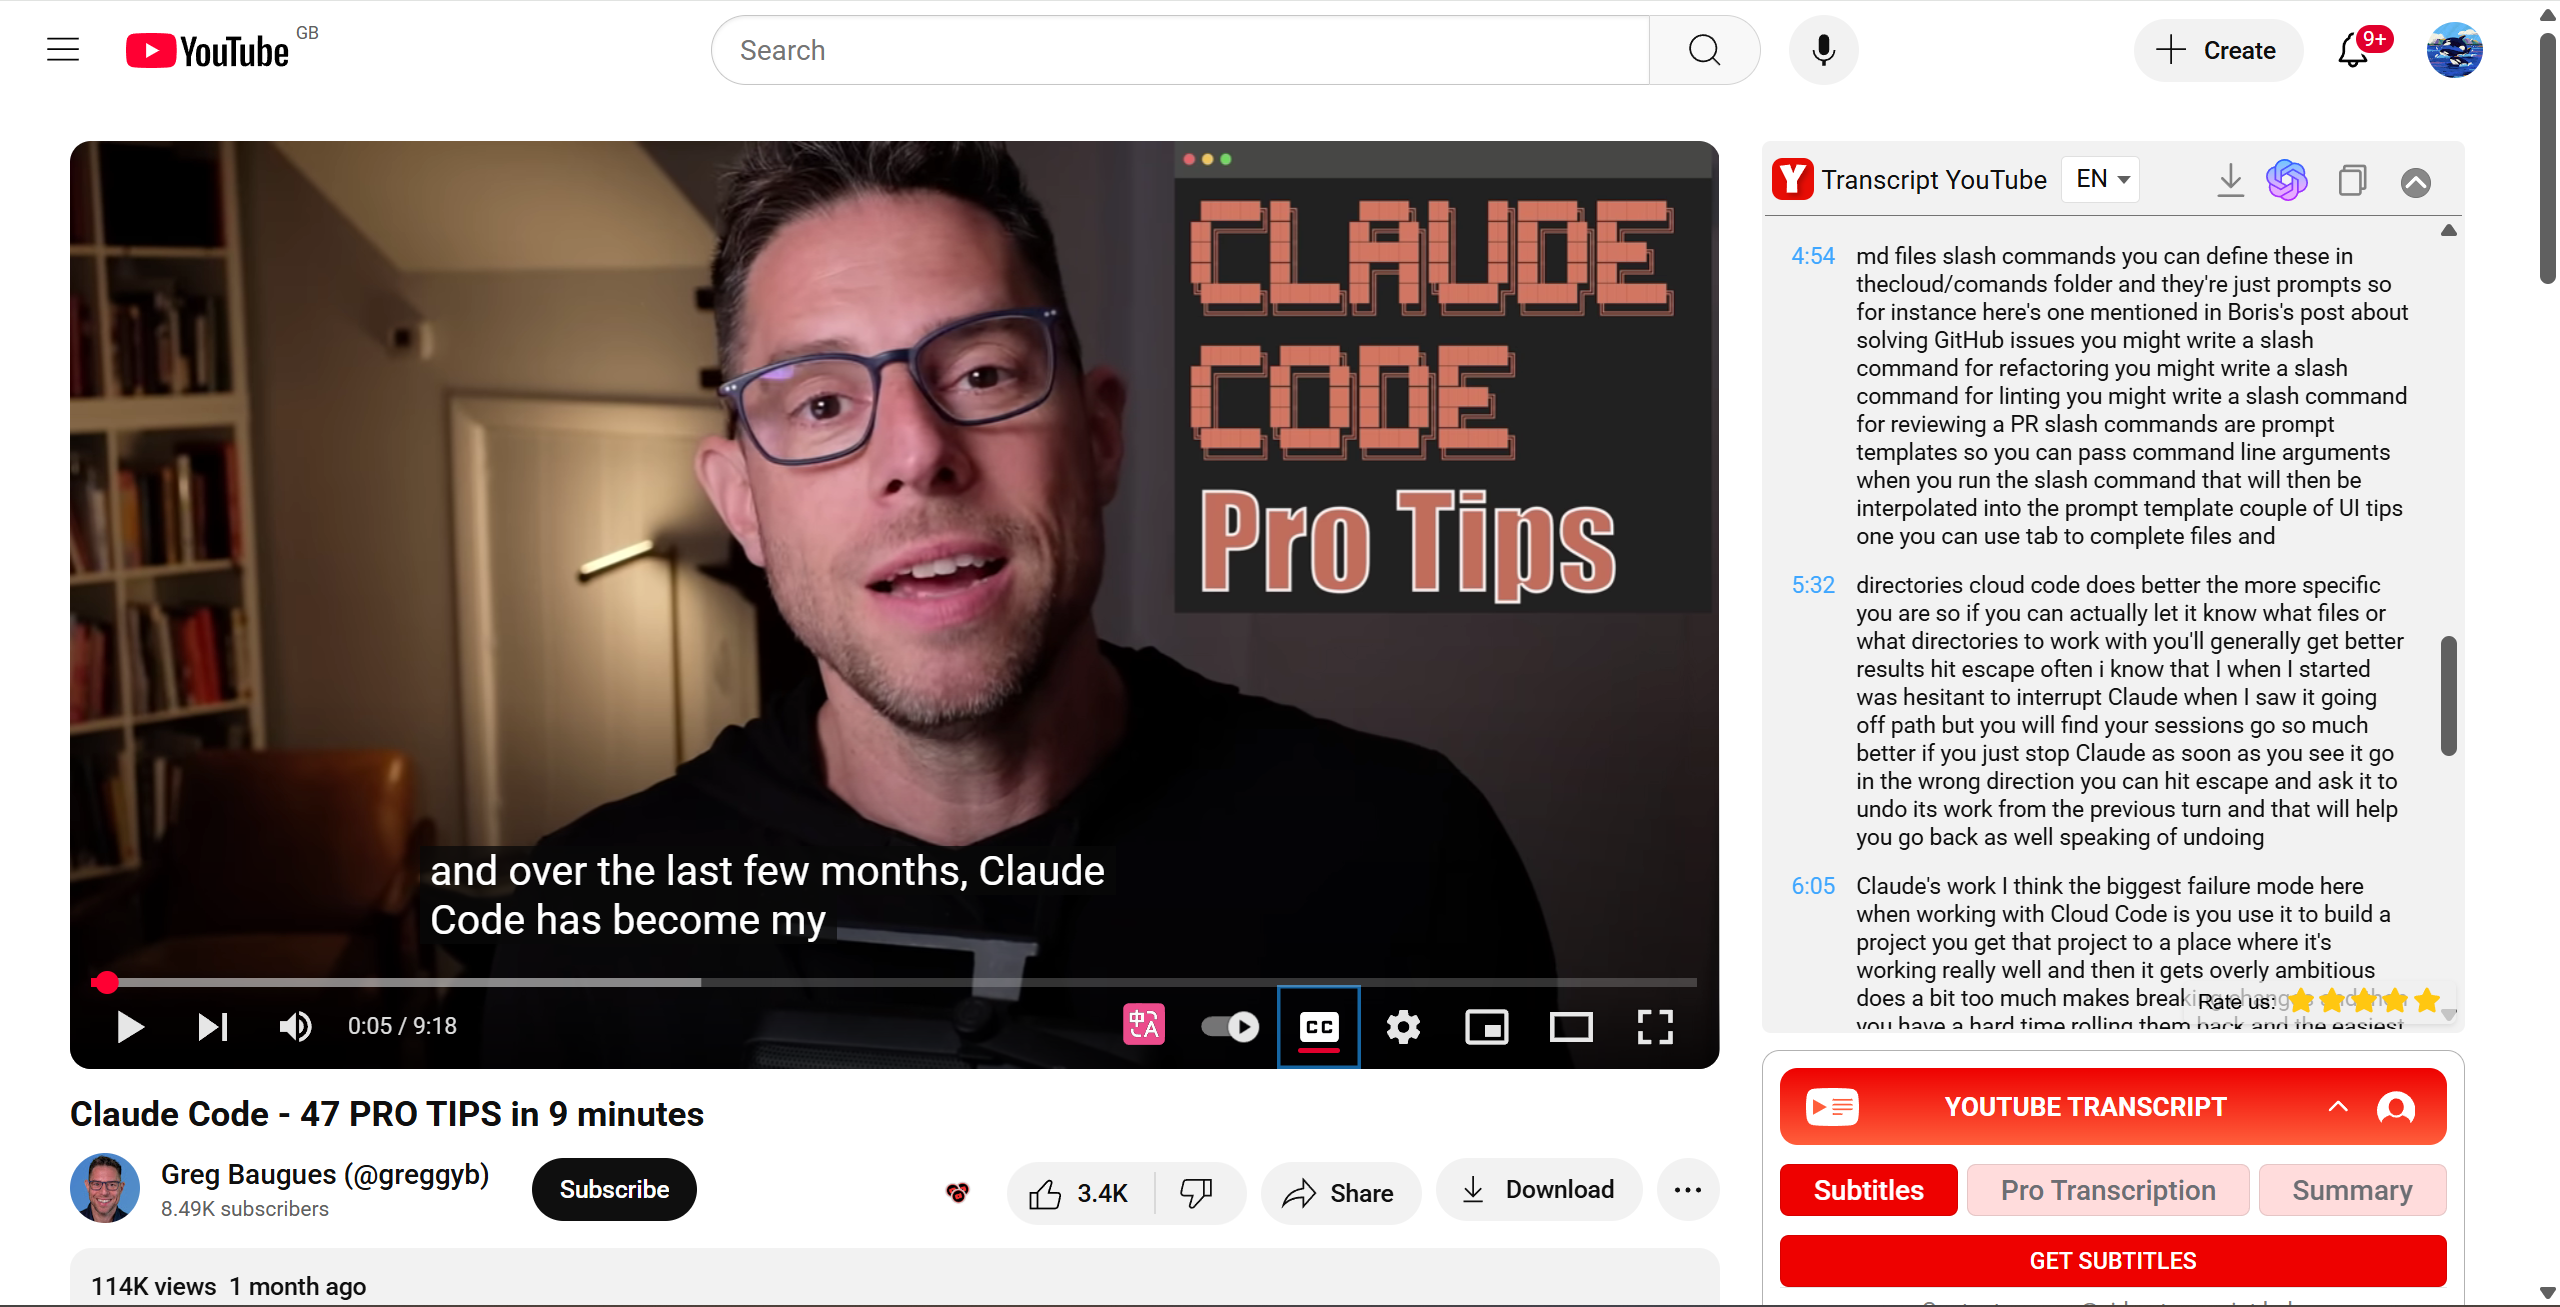 YouTube GB
Search
Create
9+
CLAUDE
CODE
Pro Tips
and over the last few months, Claude
Code has become my
0:05 / 9:18
中A
CC
Claude Code - 47 PRO TIPS in 9 minutes
Greg Baugues (@greggyb)
8.49K subscribers
Subscribe
3.4K
Share
Download
114K views 1 month ago
Y Transcript YouTube EN
4:54 md files slash commands you can define these in
thecloud/comands folder and they're just prompts so
for instance here's one mentioned in Boris's post about
solving GitHub issues you might write a slash
command for refactoring you might write a slash
command for linting you might write a slash command
for reviewing a PR slash commands are prompt
templates so you can pass command line arguments
when you run the slash command that will then be
interpolated into the prompt template couple of UI tips
one you can use tab to complete files and
5:32 directories cloud code does better the more specific
you are so if you can actually let it know what files or
what directories to work with you'll generally get better
results hit escape often i know that I when I started
was hesitant to interrupt Claude when I saw it going
off path but you will find your sessions go so much
better if you just stop Claude as soon as you see it go
in the wrong direction you can hit escape and ask it to
undo its work from the previous turn and that will help
you go back as well speaking of undoing
6:05 Claude's work I think the biggest failure mode here
when working with Cloud Code is you use it to build a
project you get that project to a place where it's
working really well and then it gets overly ambitious
does a bit too much makes breaking changes and then
Rate us:
you have a hard time rolling them back and the easiest
YOUTUBE TRANSCRIPT
Subtitles
Pro Transcription
Summary
GET SUBTITLES